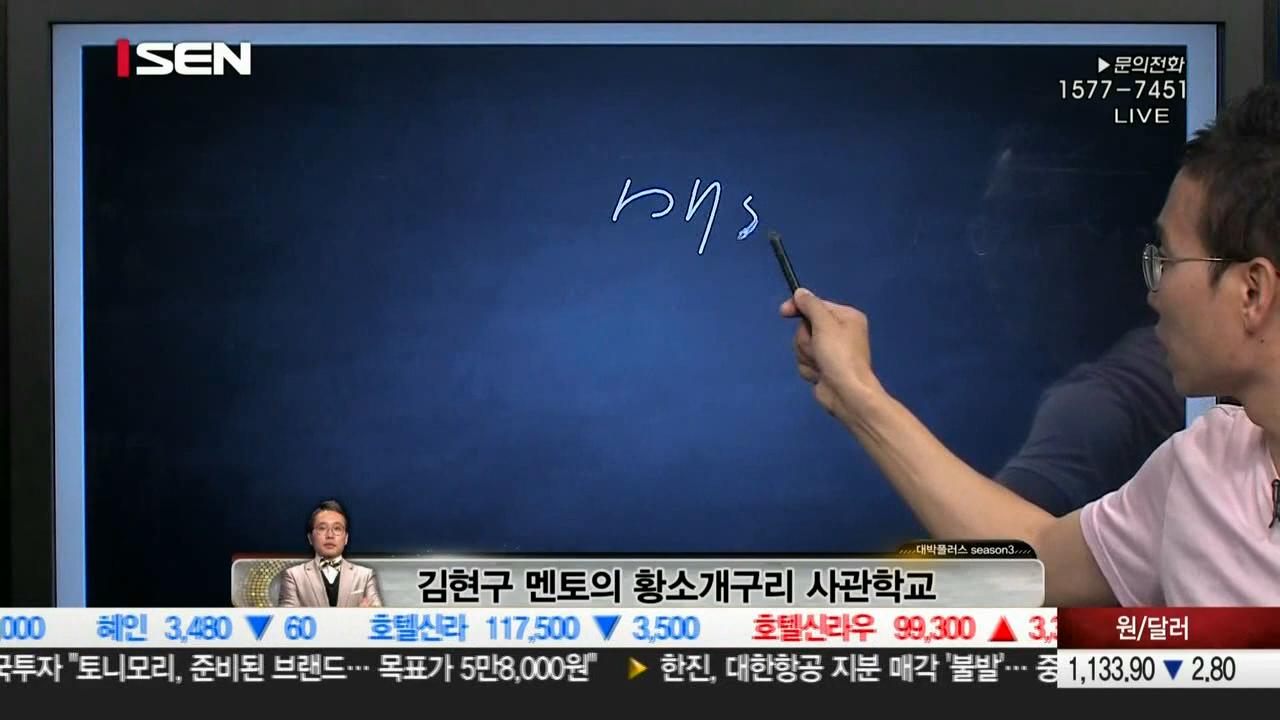 SEN
▶문의전화
1577-7451
LIVE
대박플러스 season3
김현구 멘토의 황소개구리 사관학교
,000 혜인 3,480 ▼ 60 호텔신라 117,500 ▼ 3,500 호텔신라우 99,300 ▲ 3,3
원/달러
국투자 "토니모리, 준비된 브랜드… 목표가 5만8,000원" ▶ 한진, 대한항공 지분 매각 '불발'… 중
1,133.90 ▼ 2.80